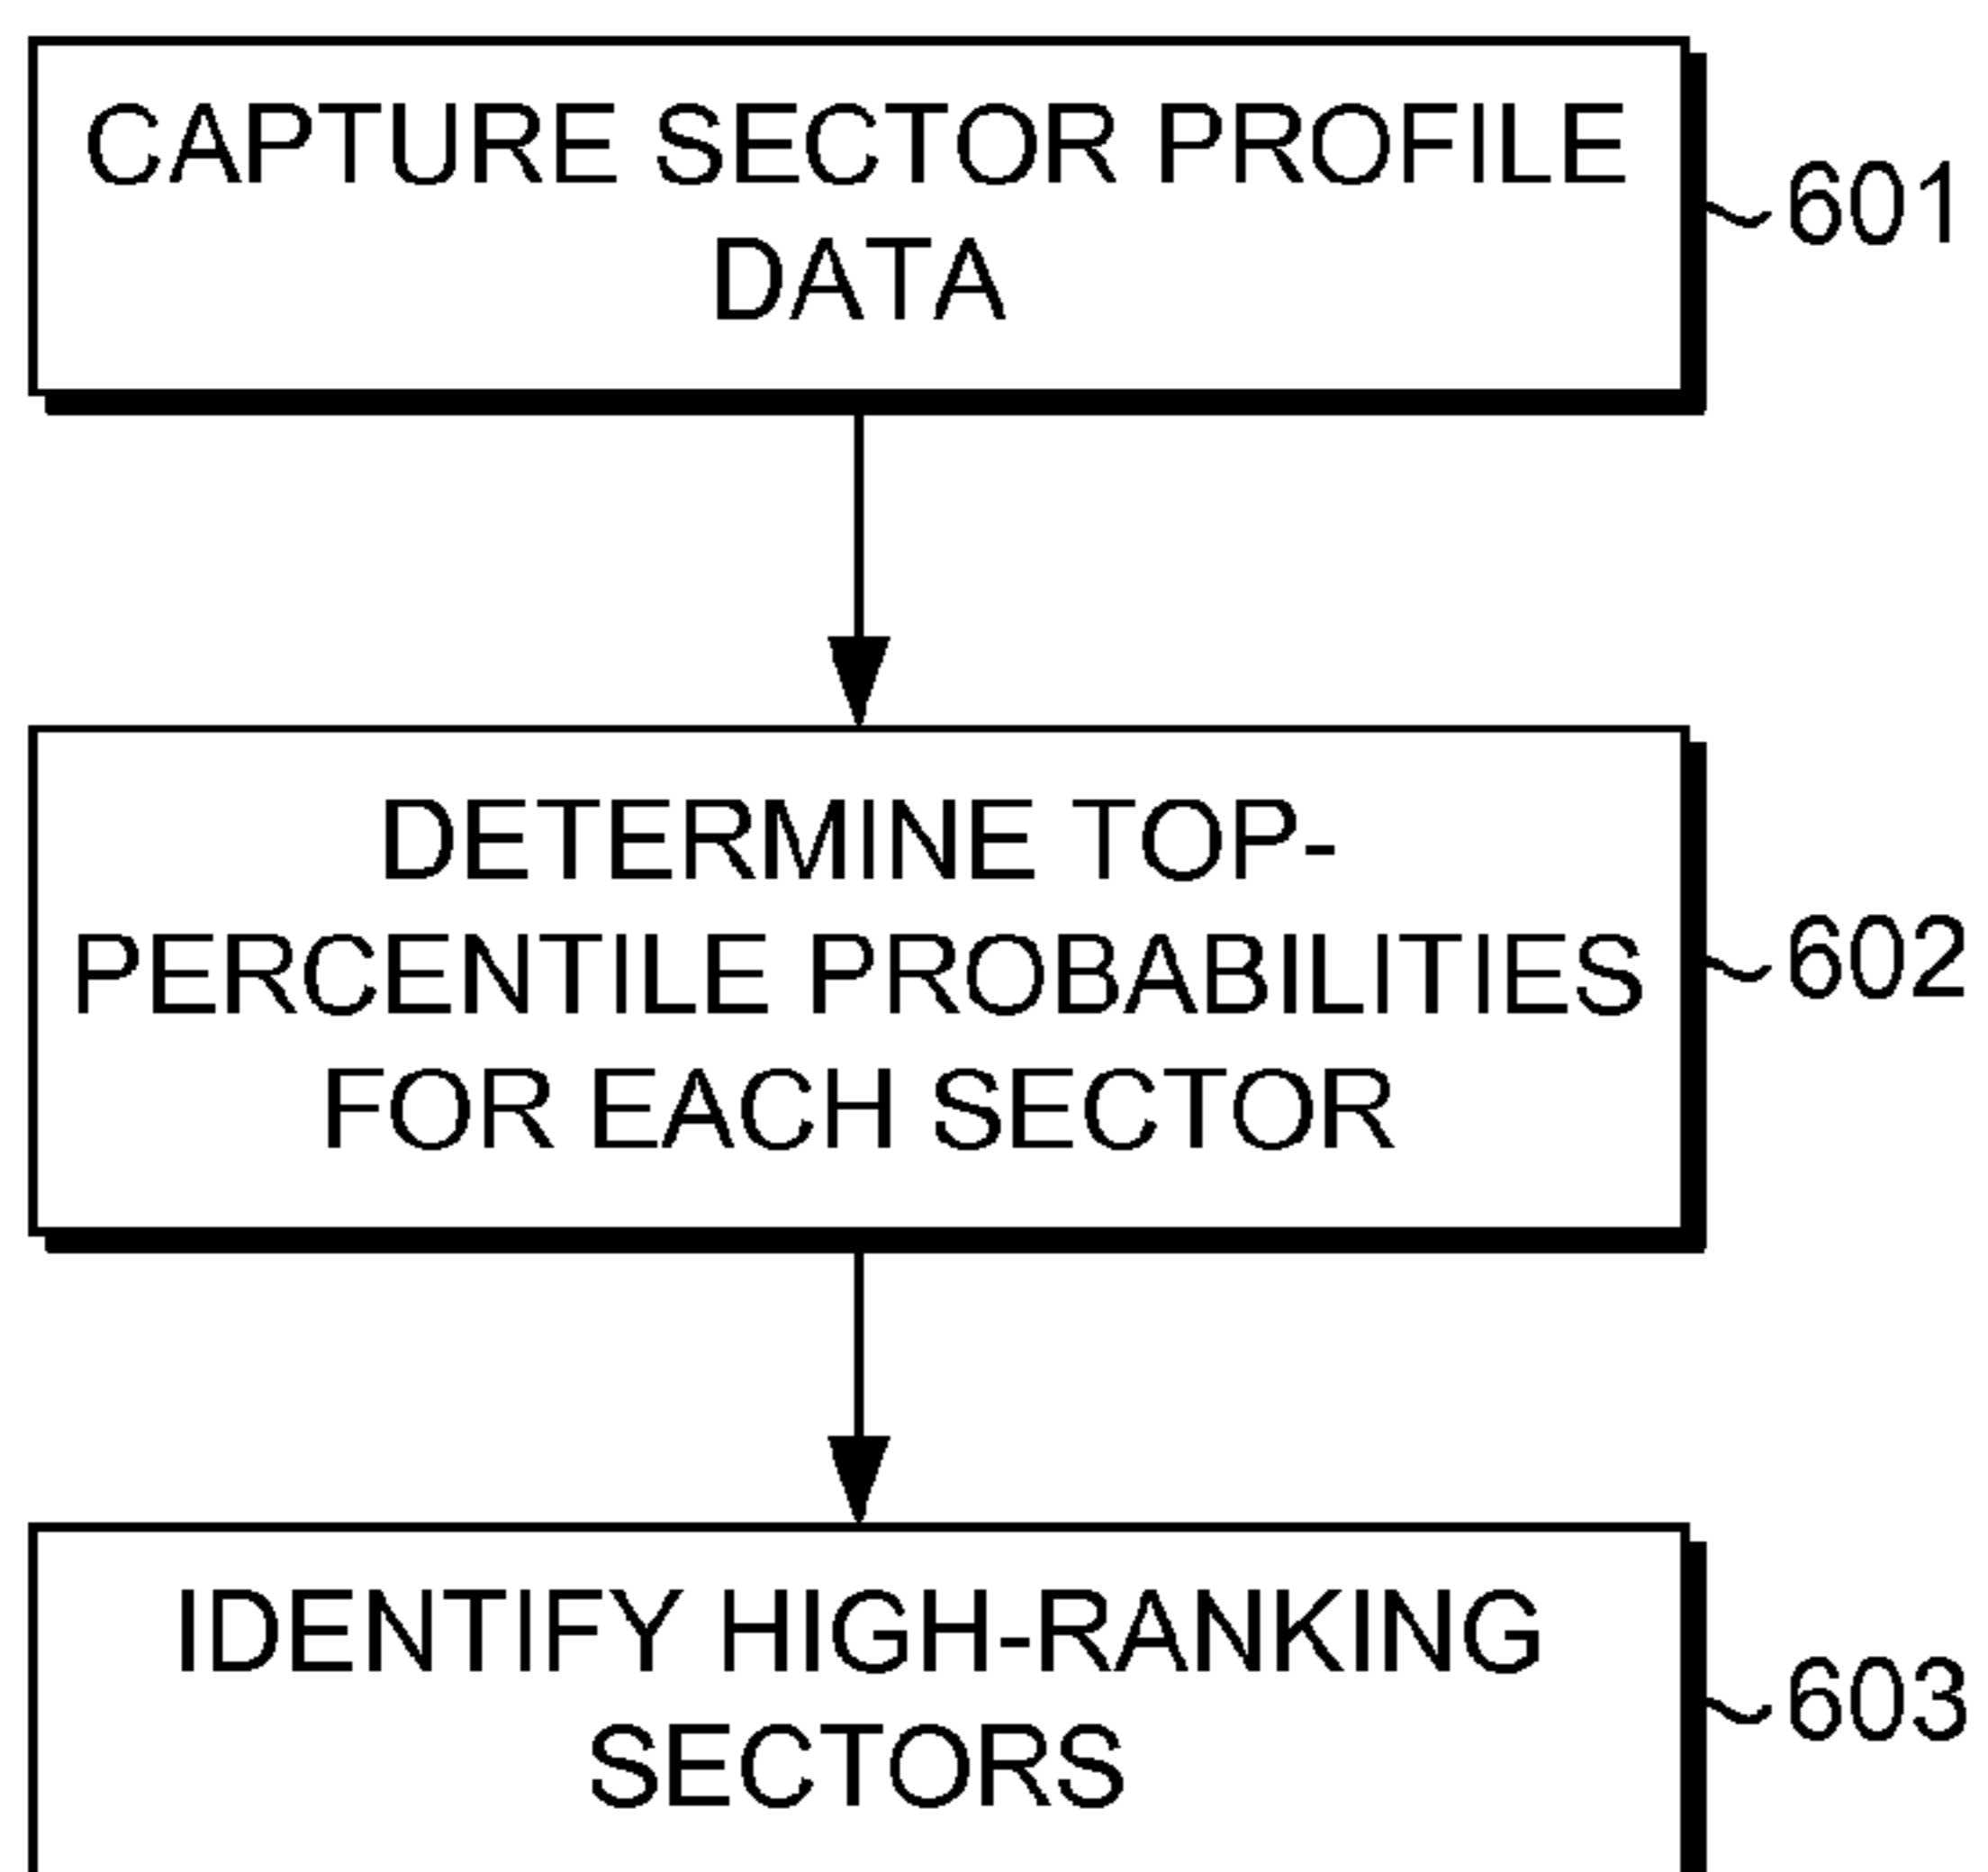 CAPTURE SECTOR PROFILE
DATA
601
DETERMINE TOP-
PERCENTILE PROBABILITIES
FOR EACH SECTOR
602
IDENTIFY HIGH-RANKING
SECTORS
603